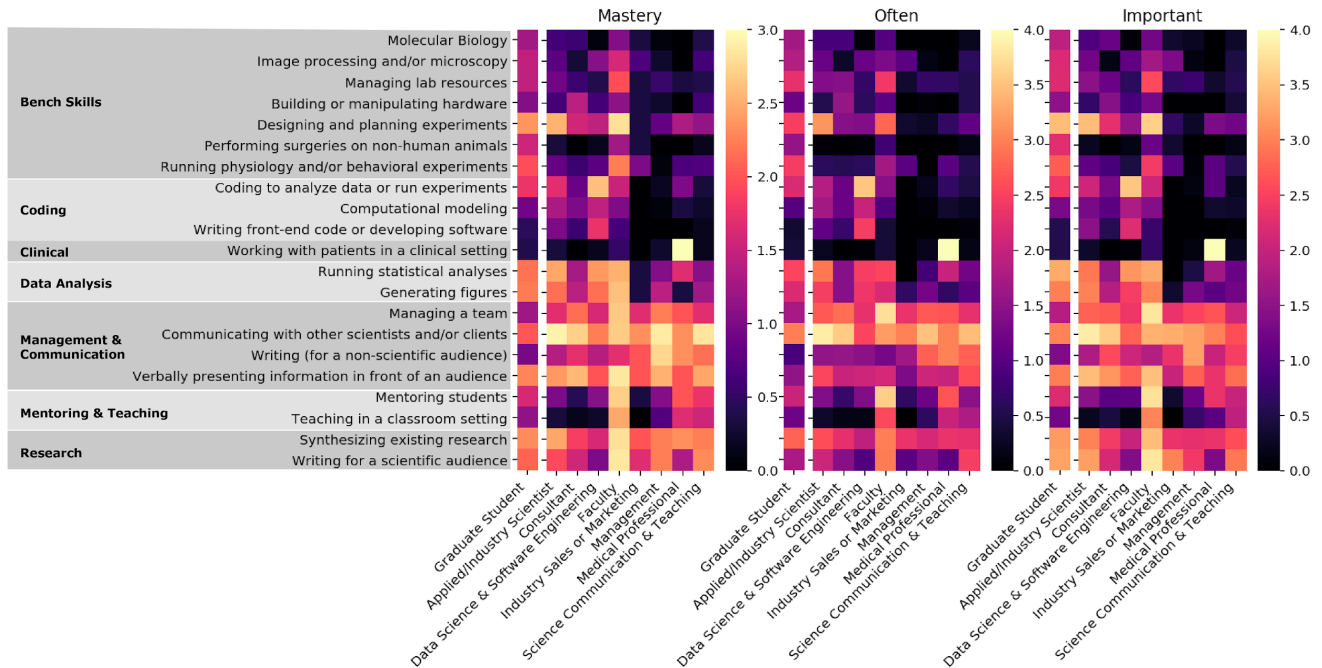 Mastery
Often
Important
Bench Skills
Molecular Biology
Image processing and/or microscopy
Managing lab resources
Building or manipulating hardware
Designing and planning experiments
Performing surgeries on non-human animals
Running physiology and/or behavioral experiments
Coding
Coding to analyze data or run experiments
Computational modeling
Writing front-end code or developing software
Clinical
Working with patients in a clinical setting
Data Analysis
Running statistical analyses
Generating figures
Management &
Communication
Managing a team
Communicating with other scientists and/or clients
Writing (for a non-scientific audience)
Verbally presenting information in front of an audience
Mentoring & Teaching
Mentoring students
Teaching in a classroom setting
Research
Synthesizing existing research
Writing for a scientific audience
3.0
2.5
2.0
1.5
1.0
0.5
0.0
4.0
3.5
3.0
2.5
2.0
1.5
1.0
0.5
0.0
4.0
3.5
3.0
2.5
2.0
1.5
1.0
0.5
0.0
Graduate Student
Applied/Industry Scientist
Consultant
Data Science & Software Engineering
Faculty
Industry Sales or Marketing
Management
Medical Professional
Science Communication & Teaching
Graduate Student
Applied/Industry Scientist
Consultant
Data Science & Software Engineering
Faculty
Industry Sales or Marketing
Management
Medical Professional
Science Communication & Teaching
Graduate Student
Applied/Industry Scientist
Consultant
Data Science & Software Engineering
Faculty
Industry Sales or Marketing
Management
Medical Professional
Science Communication & Teaching